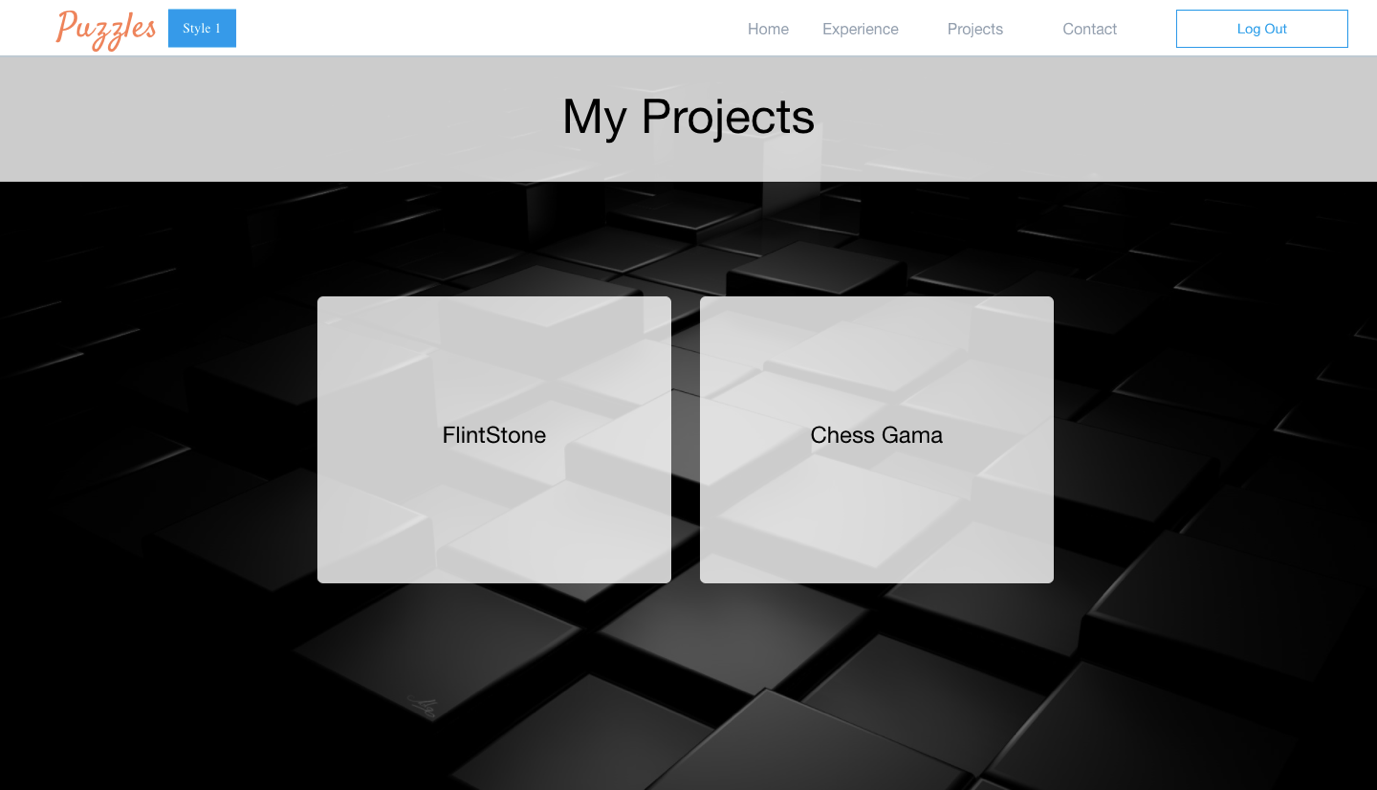 Puzzles Style 1 Home Experience Projects Contact Log Out
My Projects
FlintStone Chess Gama